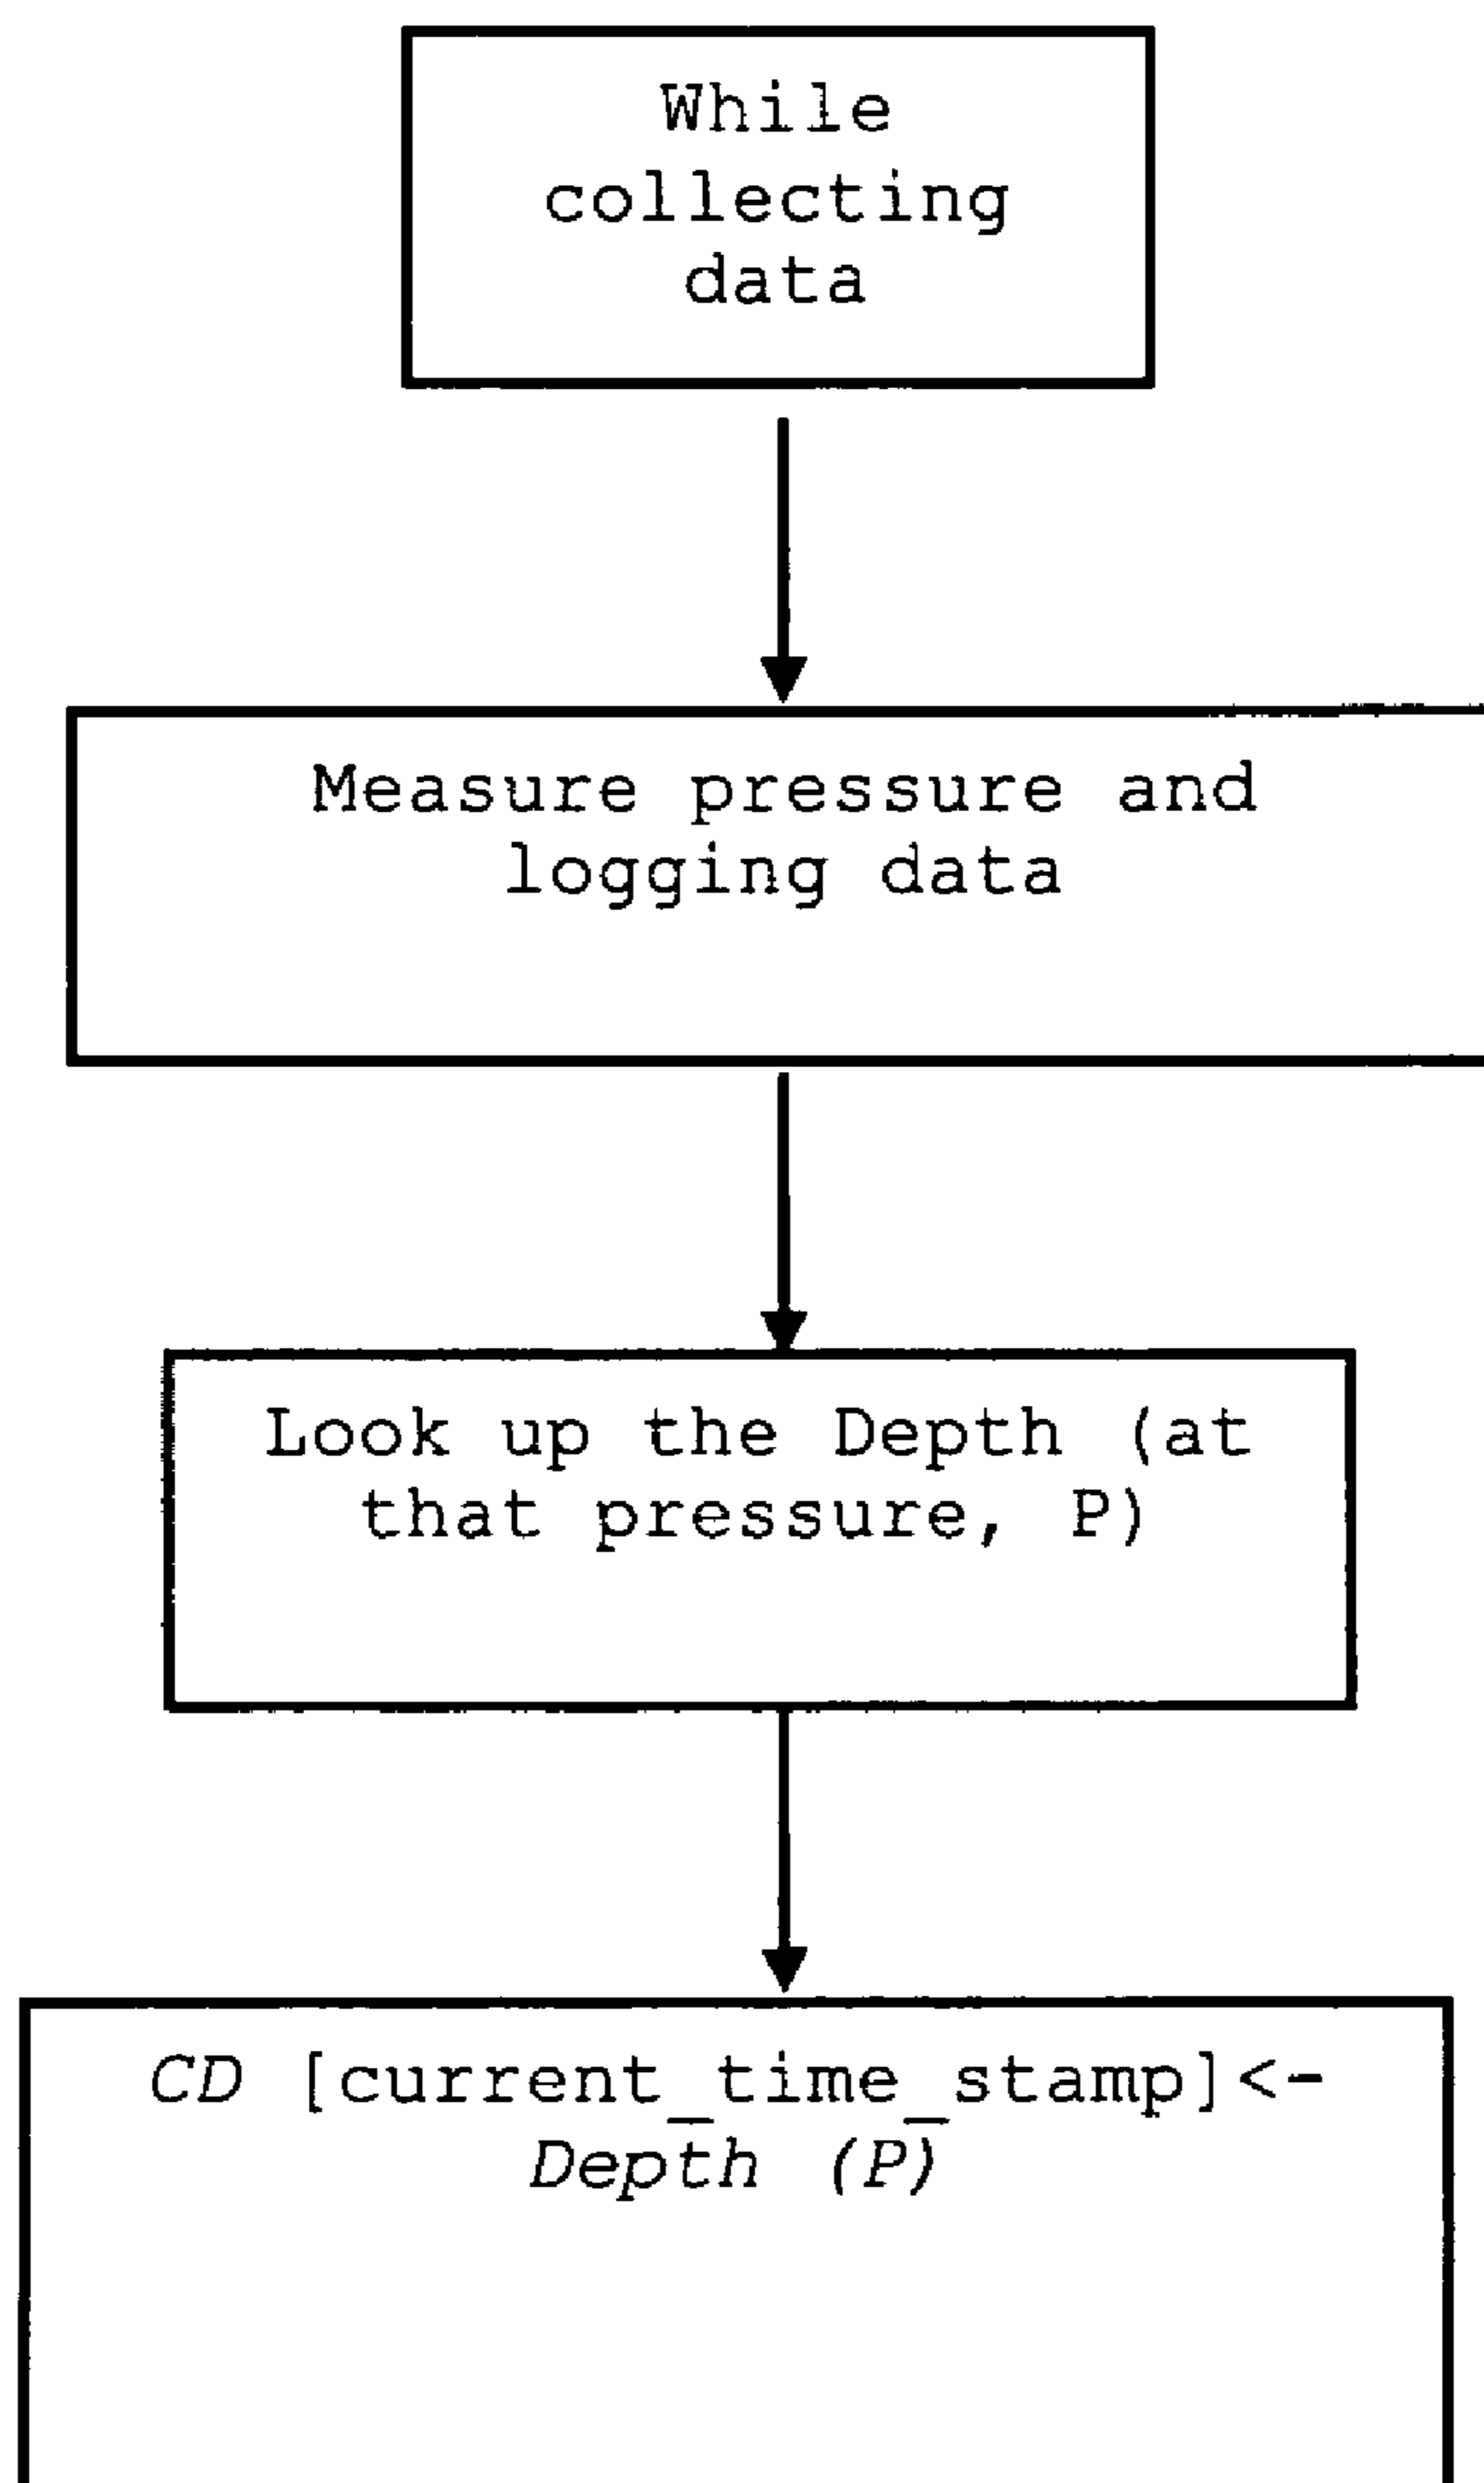 While
collecting
data
Measure pressure and
logging data
Look up the Depth (at
that pressure, P)
CD [current_time_stamp]<-
Depth (P)